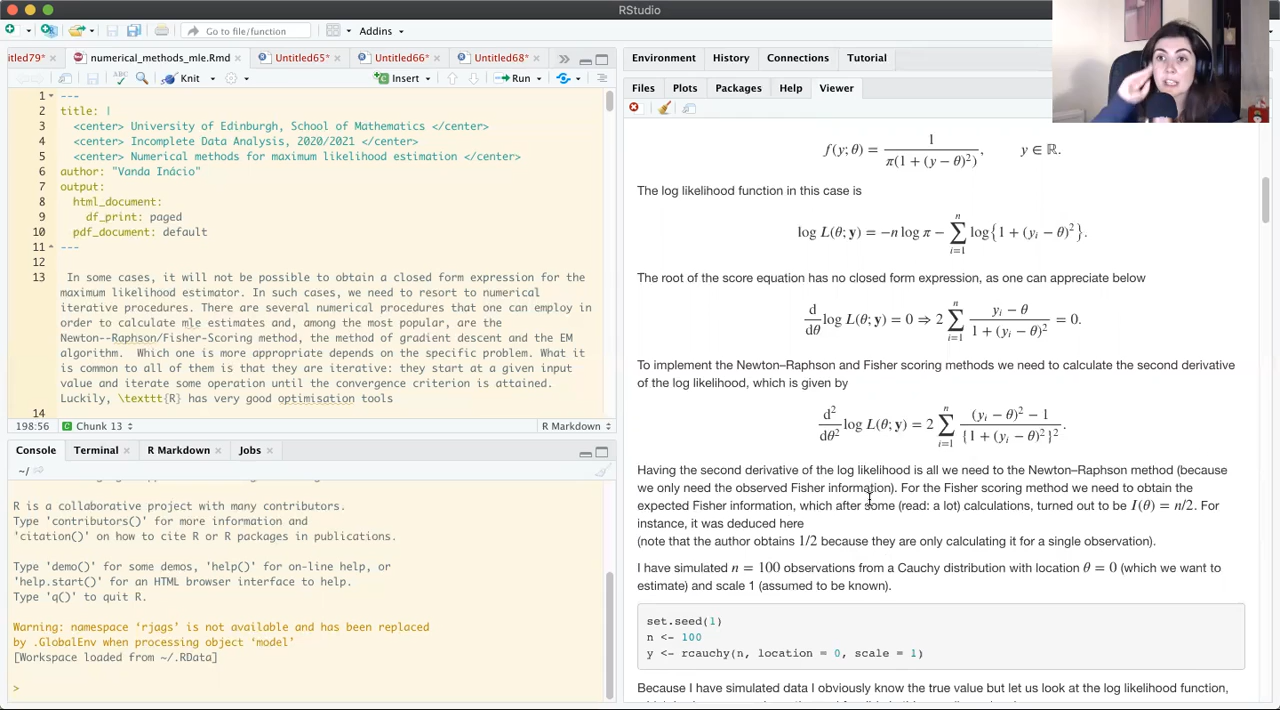 RStudio
Go to file/function
Addins
itled79*
numerical_methods_mle.Rmd
Untitled65*
Untitled66*
Untitled68*
ABC
Knit
Insert
Run
1 ---
2 title: |
3 <center> University of Edinburgh, School of Mathematics </center>
4 <center> Incomplete Data Analysis, 2020/2021 </center>
5 <center> Numerical methods for maximum likelihood estimation </center>
6 author: "Vanda Inácio"
7 output:
8 html_document:
9 df_print: paged
10 pdf_document: default
11 ---
12
13 In some cases, it will not be possible to obtain a closed form expression for the
maximum likelihood estimator. In such cases, we need to resort to numerical
iterative procedures. There are several numerical procedures that one can employ in
order to calculate mle estimates and, among the most popular, are the
Newton--Raphson/Fisher-Scoring method, the method of gradient descent and the EM
algorithm. Which one is more appropriate depends on the specific problem. What it
is common to all of them is that they are iterative: they start at a given input
value and iterate some operation until the convergence criterion is attained.
Luckily, \texttt{R} has very good optimisation tools
14
198:56 Chunk 13 R Markdown
Console Terminal R Markdown Jobs
~/
R is a collaborative project with many contributors.
Type 'contributors()' for more information and
'citation()' on how to cite R or R packages in publications.
Type 'demo()' for some demos, 'help()' for on-line help, or
'help.start()' for an HTML browser interface to help.
Type 'q()' to quit R.
Warning: namespace ‘rjags’ is not available and has been replaced
by .GlobalEnv when processing object ‘model’
[Workspace loaded from ~/.RData]
>
Environment History Connections Tutorial
Files Plots Packages Help Viewer
f(y; θ) = 1 / π(1 + (y − θ)²), y ∈ ℝ.
The log likelihood function in this case is
log L(θ; y) = −n log π − ∑ⁿᵢ₌₁ log{1 + (yᵢ − θ)²}.
The root of the score equation has no closed form expression, as one can appreciate below
d/dθ log L(θ; y) = 0 ⇒ 2 ∑ⁿᵢ₌₁ (yᵢ − θ) / (1 + (yᵢ − θ)²) = 0.
To implement the Newton–Raphson and Fisher scoring methods we need to calculate the second derivative
of the log likelihood, which is given by
d²/dθ² log L(θ; y) = 2 ∑ⁿᵢ₌₁ ((yᵢ − θ)² − 1) / {1 + (yᵢ − θ)²}².
Having the second derivative of the log likelihood is all we need to the Newton–Raphson method (because
we only need the observed Fisher information). For the Fisher scoring method we need to obtain the
expected Fisher information, which after some (read: a lot) calculations, turned out to be I(θ) = n/2. For
instance, it was deduced here
(note that the author obtains 1/2 because they are only calculating it for a single observation).
I have simulated n = 100 observations from a Cauchy distribution with location θ = 0 (which we want to
estimate) and scale 1 (assumed to be known).
set.seed(1)
n <- 100
y <- rcauchy(n, location = 0, scale = 1)
Because I have simulated data I obviously know the true value but let us look at the log likelihood function,